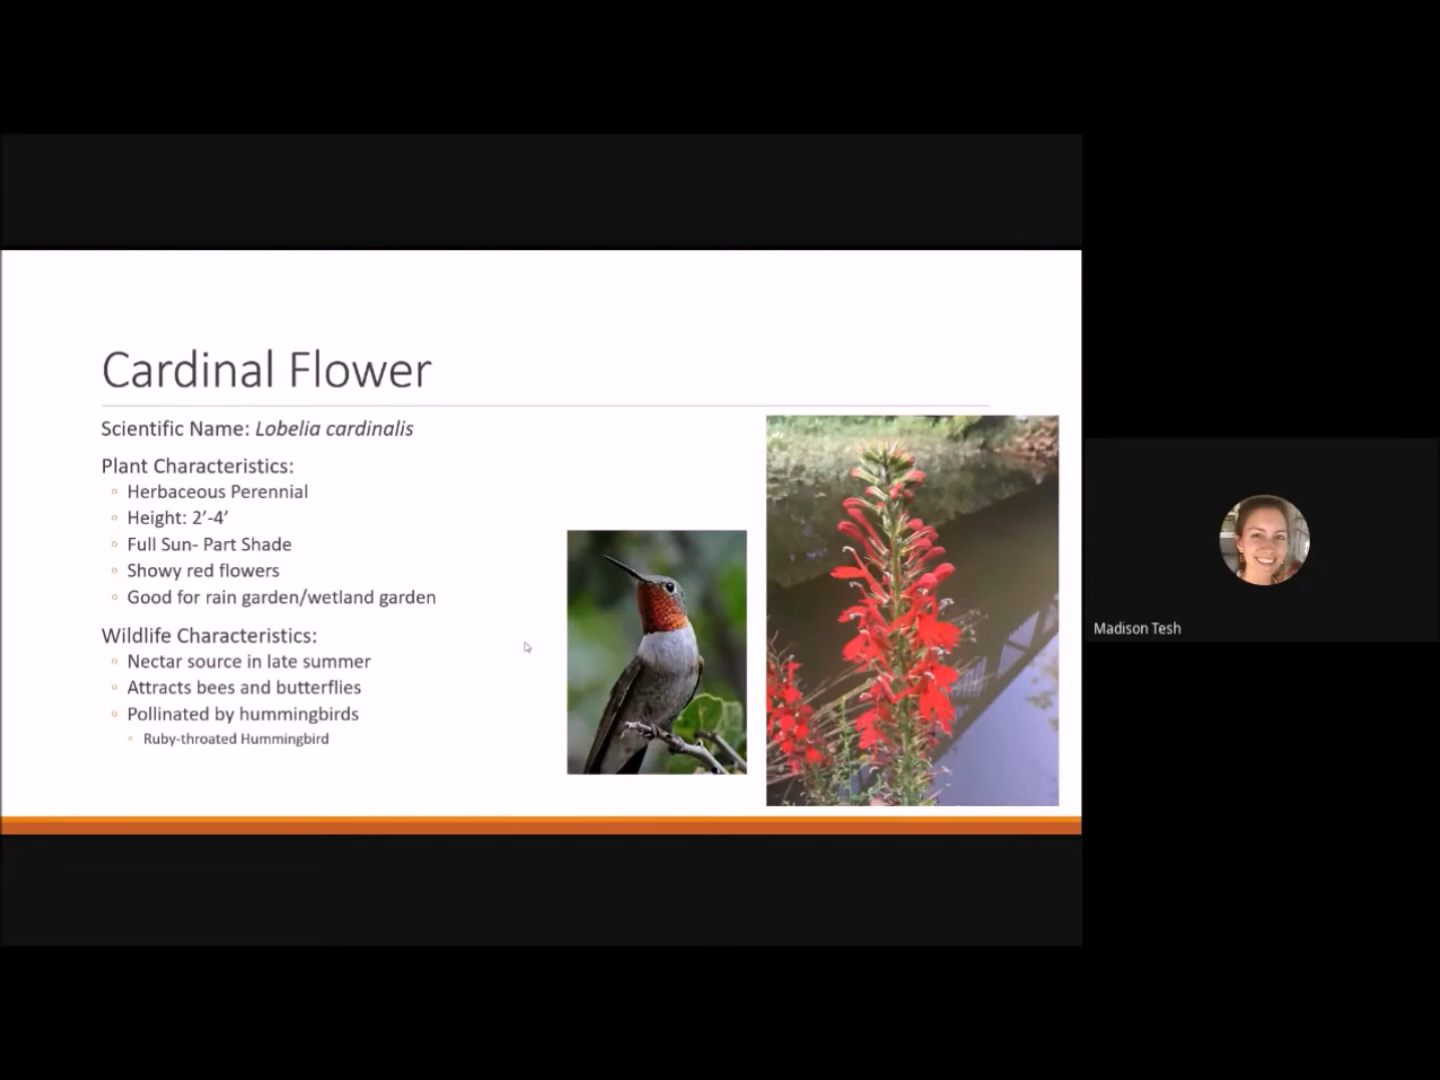 Cardinal Flower
Scientific Name: Lobelia cardinalis
Plant Characteristics:
◦ Herbaceous Perennial
◦ Height: 2’-4’
◦ Full Sun- Part Shade
◦ Showy red flowers
◦ Good for rain garden/wetland garden
Wildlife Characteristics:
◦ Nectar source in late summer
◦ Attracts bees and butterflies
◦ Pollinated by hummingbirds
◦ Ruby-throated Hummingbird
Madison Tesh